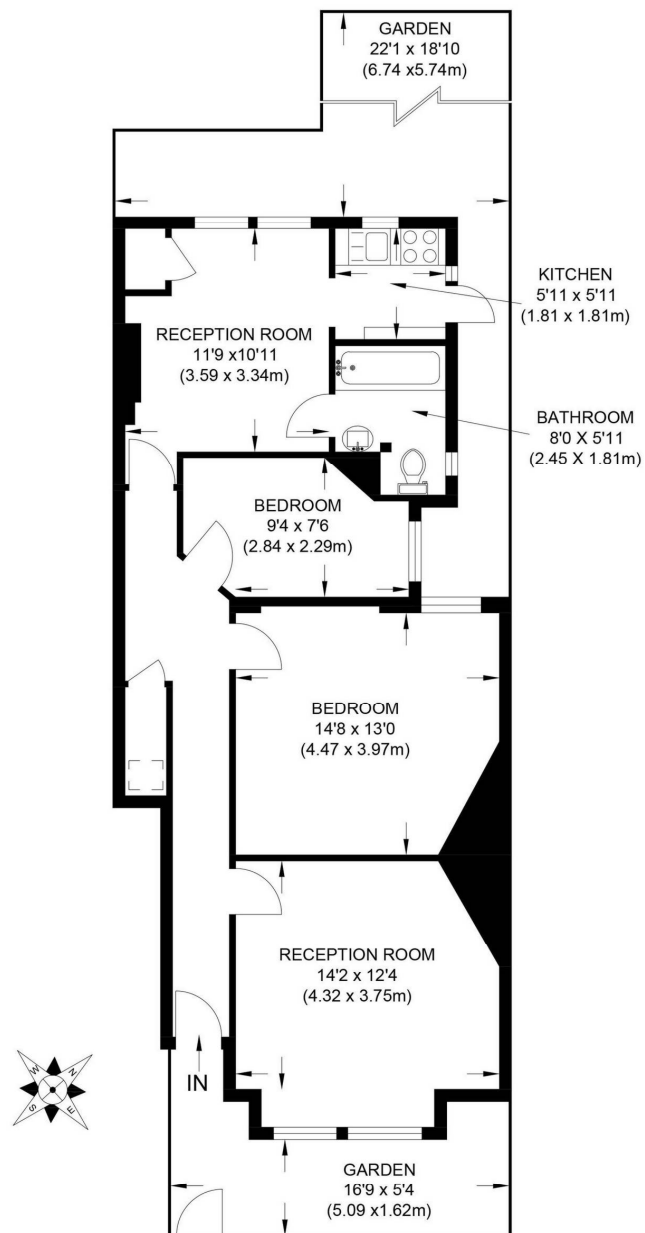 GARDEN
22'1 x 18'10
(6.74 x5.74m)
KITCHEN
5'11 x 5'11
(1.81 x 1.81m)
RECEPTION ROOM
11'9 x10'11
(3.59 x 3.34m)
BATHROOM
8'0 X 5'11
(2.45 X 1.81m)
BEDROOM
9'4 x 7'6
(2.84 x 2.29m)
BEDROOM
14'8 x 13'0
(4.47 x 3.97m)
RECEPTION ROOM
14'2 x 12'4
(4.32 x 3.75m)
W
N
S
E
IN
GARDEN
16'9 x 5'4
(5.09 x1.62m)